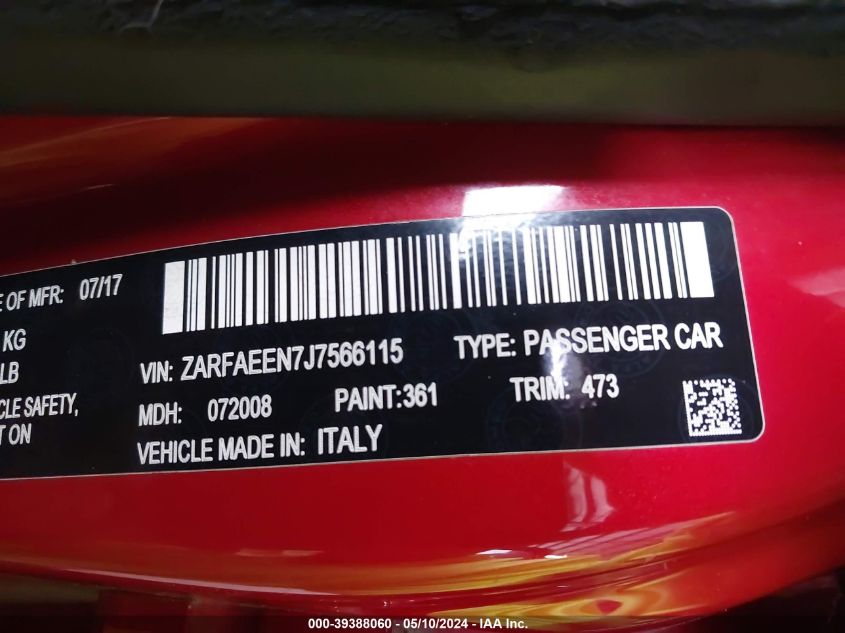 E OF MFR: 07/17
KG
LB
CLE SAFETY,
T ON
VIN: ZARFAEEN7J7566115 TYPE: PASSENGER CAR
MDH: 072008 PAINT:361 TRIM: 473
VEHICLE MADE IN: ITALY
000-39388060 - 05/10/2024 - IAA Inc.